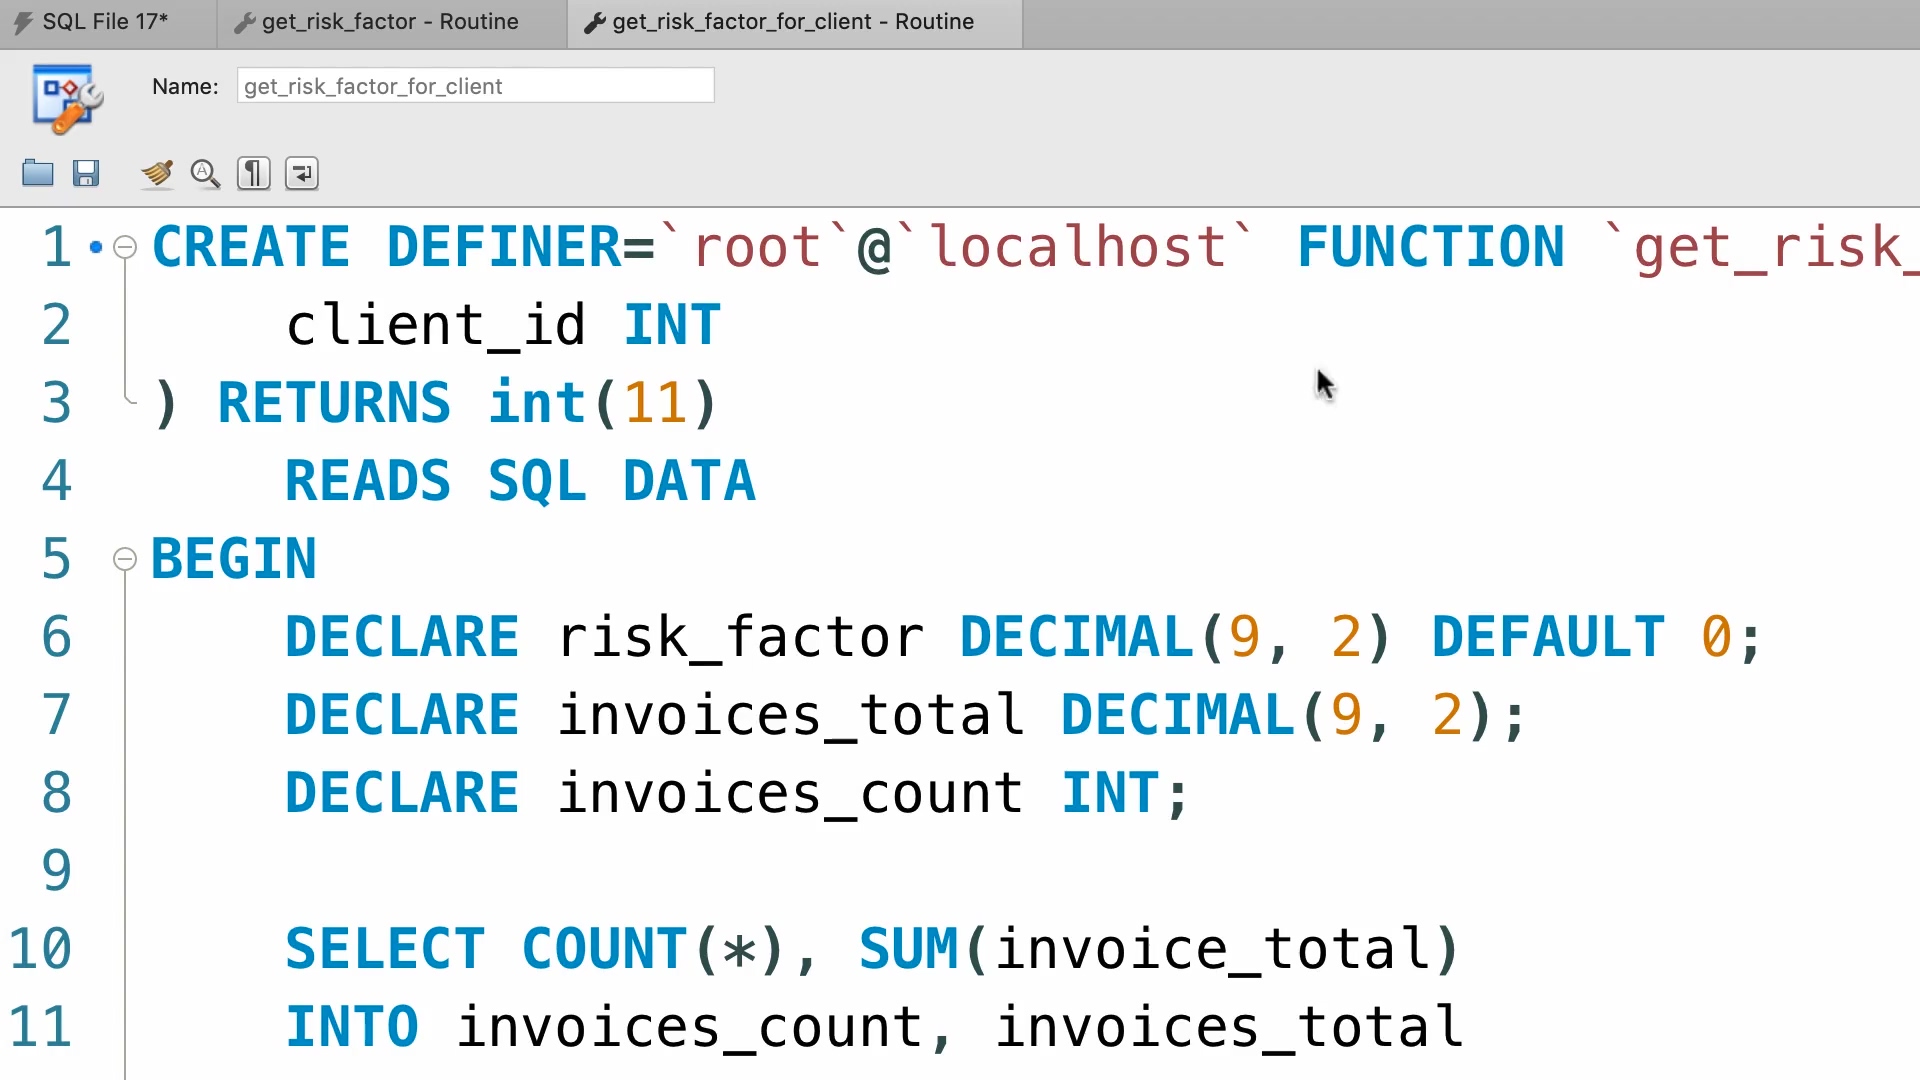 SQL File 17*
get_risk_factor - Routine
get_risk_factor_for_client - Routine
Name: get_risk_factor_for_client
1 CREATE DEFINER=`root`@`localhost` FUNCTION `get_risk_
2 client_id INT
3 ) RETURNS int(11)
4 READS SQL DATA
5 BEGIN
6 DECLARE risk_factor DECIMAL(9, 2) DEFAULT 0;
7 DECLARE invoices_total DECIMAL(9, 2);
8 DECLARE invoices_count INT;
9
10 SELECT COUNT(*), SUM(invoice_total)
11 INTO invoices_count, invoices_total